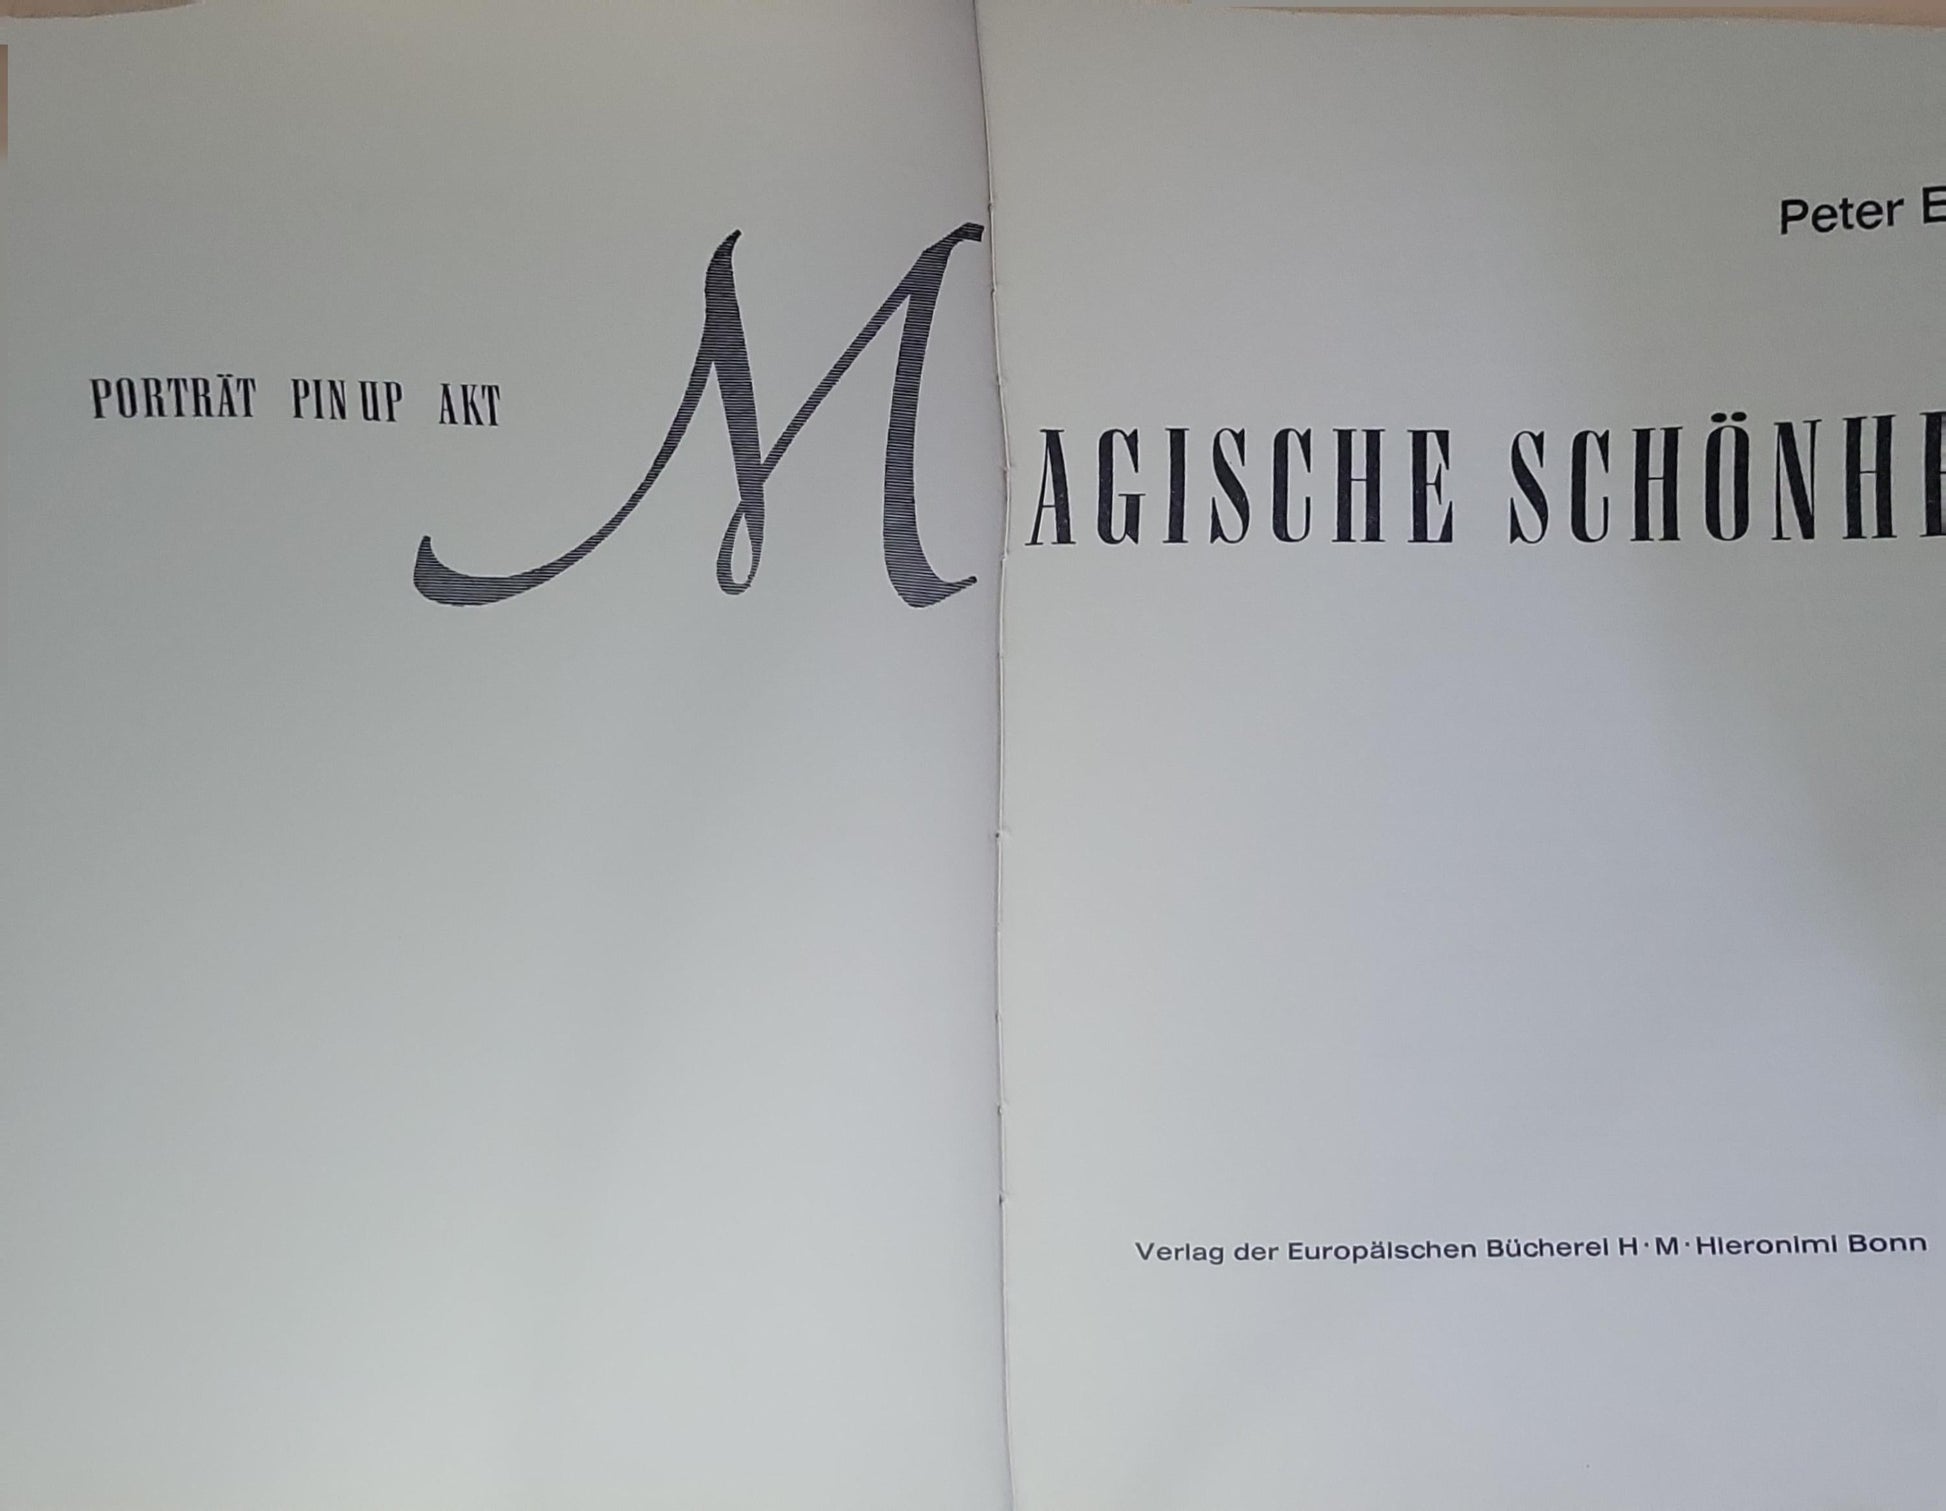 Peter
PORTRÄT PIN UP AKT
MAGISCHE SCHÖNHE
Verlag der Europäischen Bücherei H·M·Hieronimi Bonn